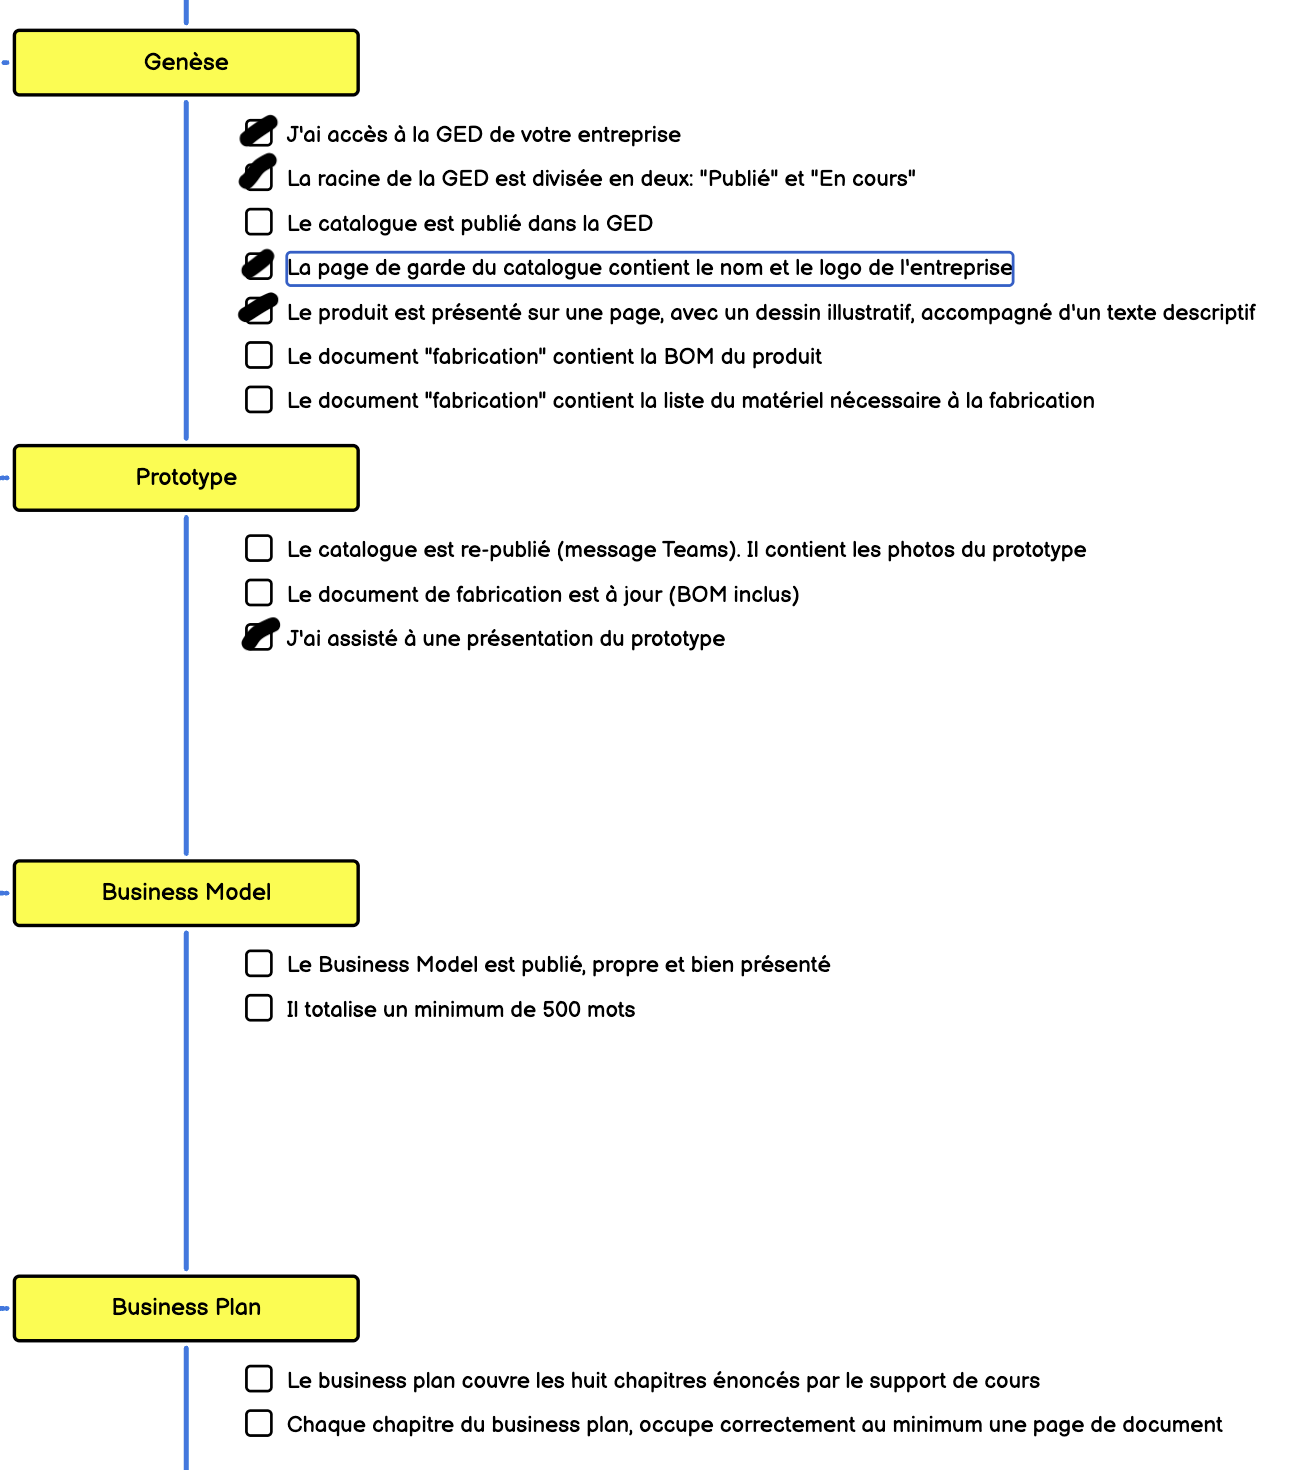 Genèse
J'ai accès à la GED de votre entreprise
La racine de la GED est divisée en deux: "Publié" et "En cours"
Le catalogue est publié dans la GED
La page de garde du catalogue contient le nom et le logo de l'entreprise
Le produit est présenté sur une page, avec un dessin illustratif, accompagné d'un texte descriptif
Le document "fabrication" contient la BOM du produit
Le document "fabrication" contient la liste du matériel nécessaire à la fabrication
Prototype
Le catalogue est re-publié (message Teams). Il contient les photos du prototype
Le document de fabrication est à jour (BOM inclus)
J'ai assisté à une présentation du prototype
Business Model
Le Business Model est publié, propre et bien présenté
Il totalise un minimum de 500 mots
Business Plan
Le business plan couvre les huit chapitres énoncés par le support de cours
Chaque chapitre du business plan, occupe correctement au minimum une page de document